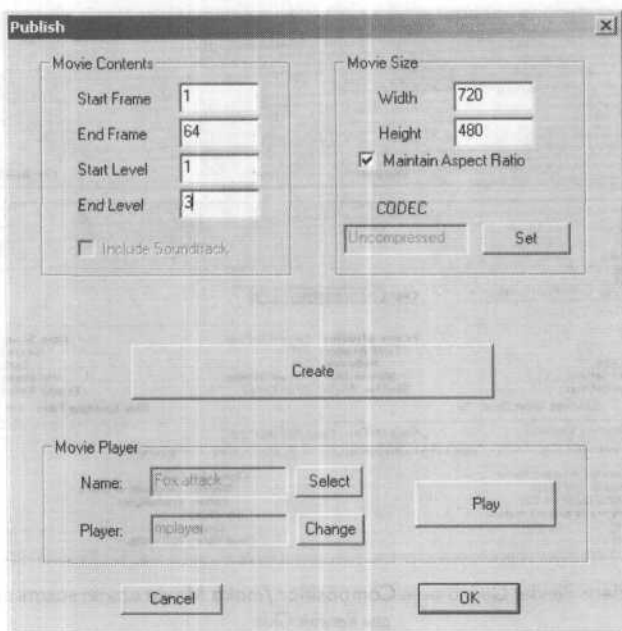 Publish
Movie Contents
Start Frame 1
End Frame 64
Start Level 1
End Level 3
Include Soundtrack
Movie Size
Width 720
Height 480
Maintain Aspect Ratio
CODEC
Uncompressed Set
Create
Movie Player
Name: Fox attack Select
Player: mplayer Change
Play
Cancel
OK